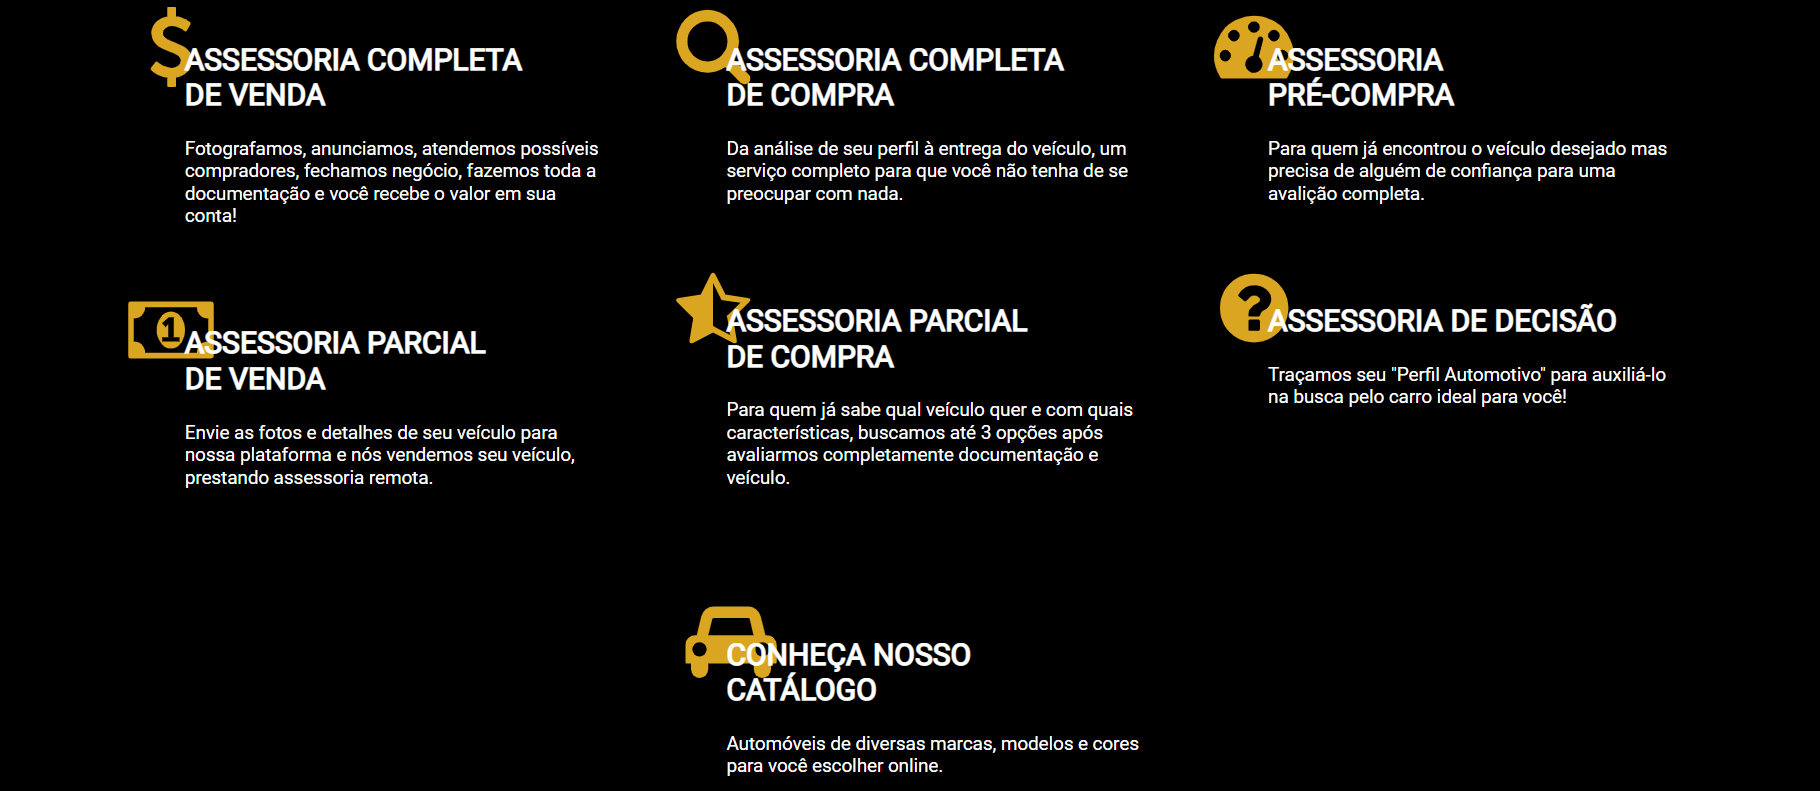 ASSESSORIA COMPLETA
DE VENDA
Fotografamos, anunciamos, atendemos possíveis
compradores, fechamos negócio, fazemos toda a
documentação e você recebe o valor em sua
conta!
ASSESSORIA COMPLETA
DE COMPRA
Da análise de seu perfil à entrega do veículo, um
serviço completo para que você não tenha de se
preocupar com nada.
ASSESSORIA
PRÉ-COMPRA
Para quem já encontrou o veículo desejado mas
precisa de alguém de confiança para uma
avalição completa.
1
ASSESSORIA PARCIAL
DE VENDA
Envie as fotos e detalhes de seu veículo para
nossa plataforma e nós vendemos seu veículo,
prestando assessoria remota.
ASSESSORIA PARCIAL
DE COMPRA
Para quem já sabe qual veículo quer e com quais
características, buscamos até 3 opções após
avaliarmos completamente documentação e
veículo.
?
ASSESSORIA DE DECISÃO
Traçamos seu "Perfil Automotivo" para auxiliá-lo
na busca pelo carro ideal para você!
CONHEÇA NOSSO
CATÁLOGO
Automóveis de diversas marcas, modelos e cores
para você escolher online.